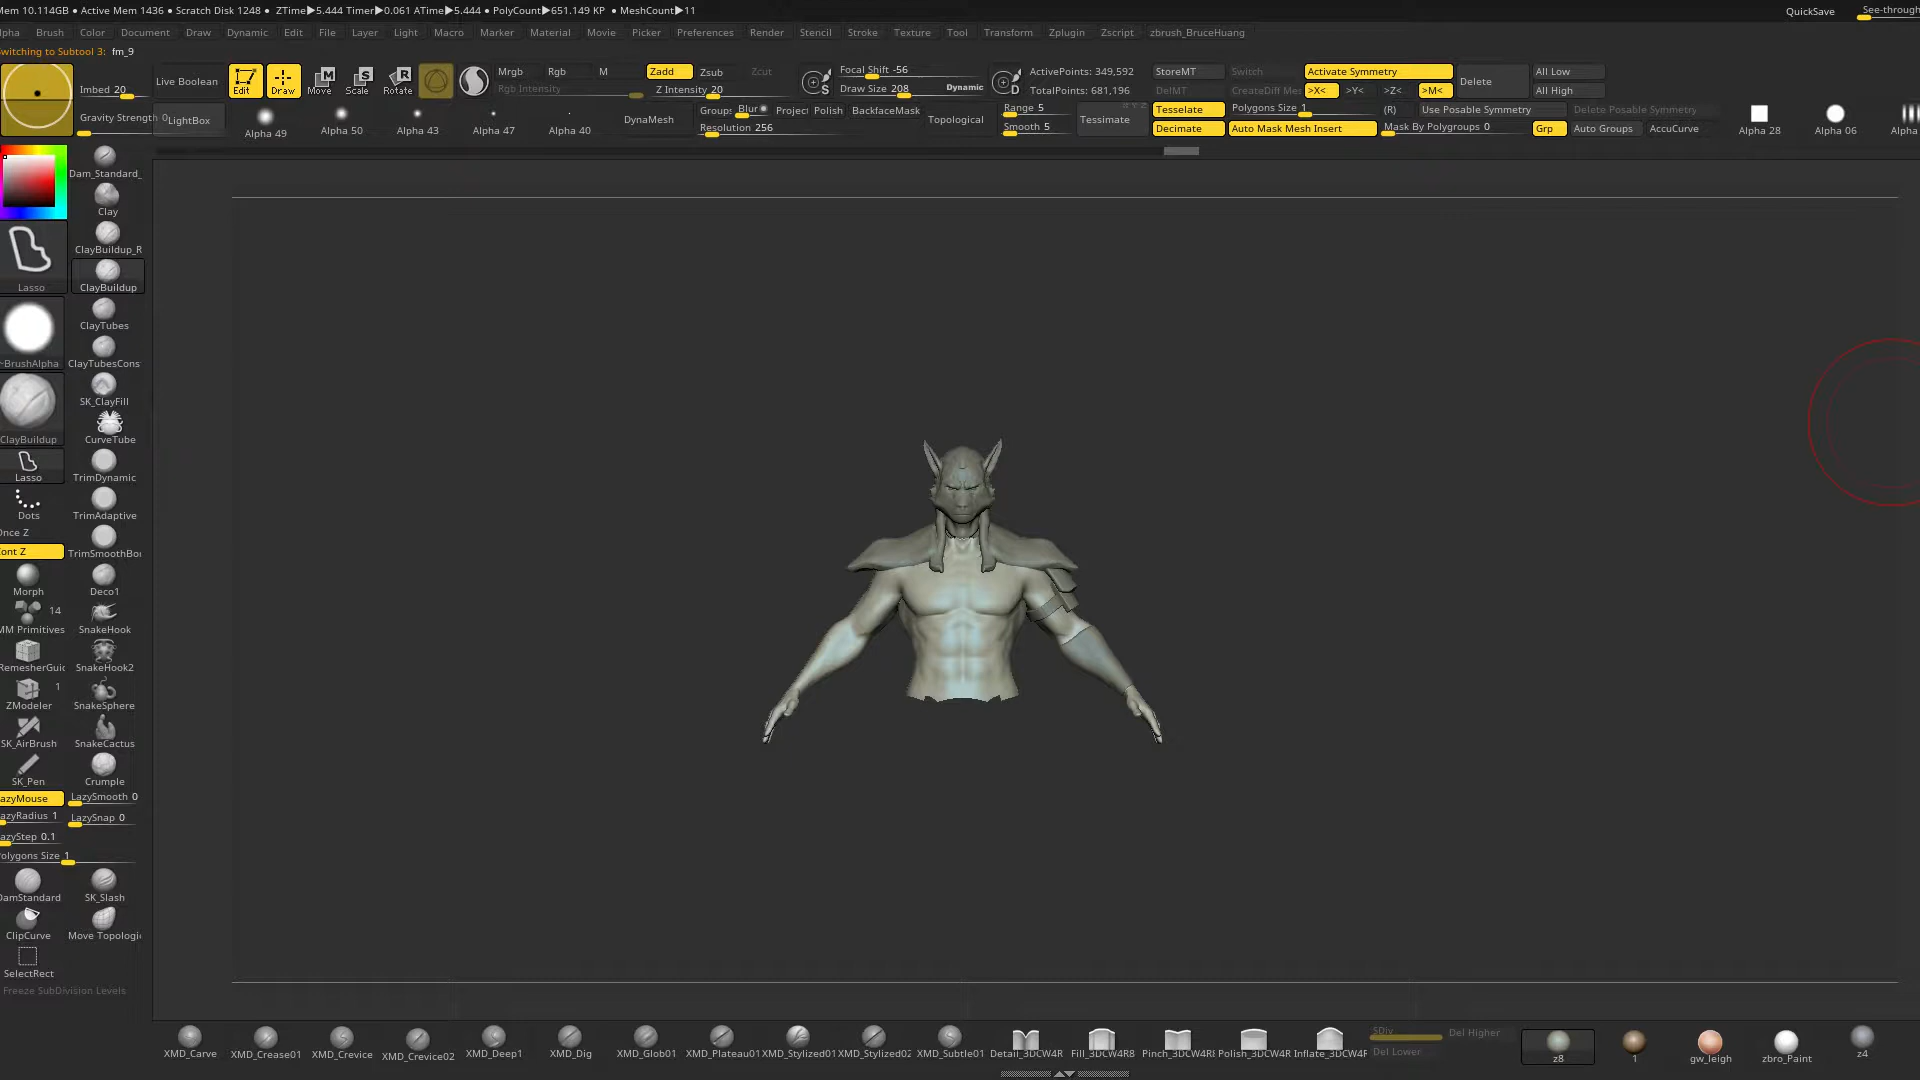 Mem 10.114GB • Active Mem 1436 • Scratch Disk 1248 • ZTime▶5.444 Timer▶0.061 ATime▶5.444 • PolyCount▶651.149 KP • MeshCount▶11
QuickSave
See-through
lpha Brush Color Document Draw Dynamic Edit File Layer Light Macro Marker Material Movie Picker Preferences Render Stencil Stroke Texture Tool Transform Zplugin Zscript zbrush_BruceHuang
Switching to Subtool 3: fm_9
Imbed 20
Gravity Strength 0
Live Boolean
LightBox
Edit Draw Move Scale Rotate
Mrgb Rgb M
Rgb Intensity
Zadd Zsub Zcut
Z Intensity 20
Focal Shift -56
Draw Size 208 Dynamic
ActivePoints: 349,592
TotalPoints: 681,196
StoreMT Switch
DelMT CreateDiff Mes
Activate Symmetry
>X< >Y< >Z< >M<
Delete
All Low
All High
Alpha 49 Alpha 50 Alpha 43 Alpha 47 Alpha 40
DynaMesh
Groups Blur Project Polish BackfaceMask
Resolution 256
Topological
Range 5
Smooth 5
Tessimate
Tesselate
Decimate
Polygons Size 1
Auto Mask Mesh Insert
(R) Use Posable Symmetry Delete Posable Symmetry
Mask By Polygroups 0
Grp Auto Groups AccuCurve
Alpha 28 Alpha 06 Alpha
Dam_Standard_
Clay
ClayBuildup_R
Lasso ClayBuildup
ClayTubes
~BrushAlpha ClayTubesCons
SK_ClayFill
ClayBuildup CurveTube
Lasso TrimDynamic
Dots TrimAdaptive
Once Z
Cont Z TrimSmoothBor
Morph Deco1
14
MM Primitives SnakeHook
RemesherGuid SnakeHook2
1
ZModeler SnakeSphere
SK_AirBrush SnakeCactus
SK_Pen Crumple
azyMouse LazySmooth 0
azyRadius 1 LazySnap 0
azyStep 0.1
Polygons Size 1
DamStandard SK_Slash
ClipCurve Move Topologic
SelectRect
Freeze SubDivision Levels
XMD_Carve XMD_Crease01 XMD_Crevice XMD_Crevice02 XMD_Deep1 XMD_Dig XMD_Glob01 XMD_Plateau01 XMD_Stylized01 XMD_Stylized02 XMD_Subtle01 Detail_3DCW4R Fill_3DCW4R8 Pinch_3DCW4R8 Polish_3DCW4R Inflate_3DCW4R
SDiv Del Higher
Del Lower
z8 1 gw_leigh zbro_Paint z4